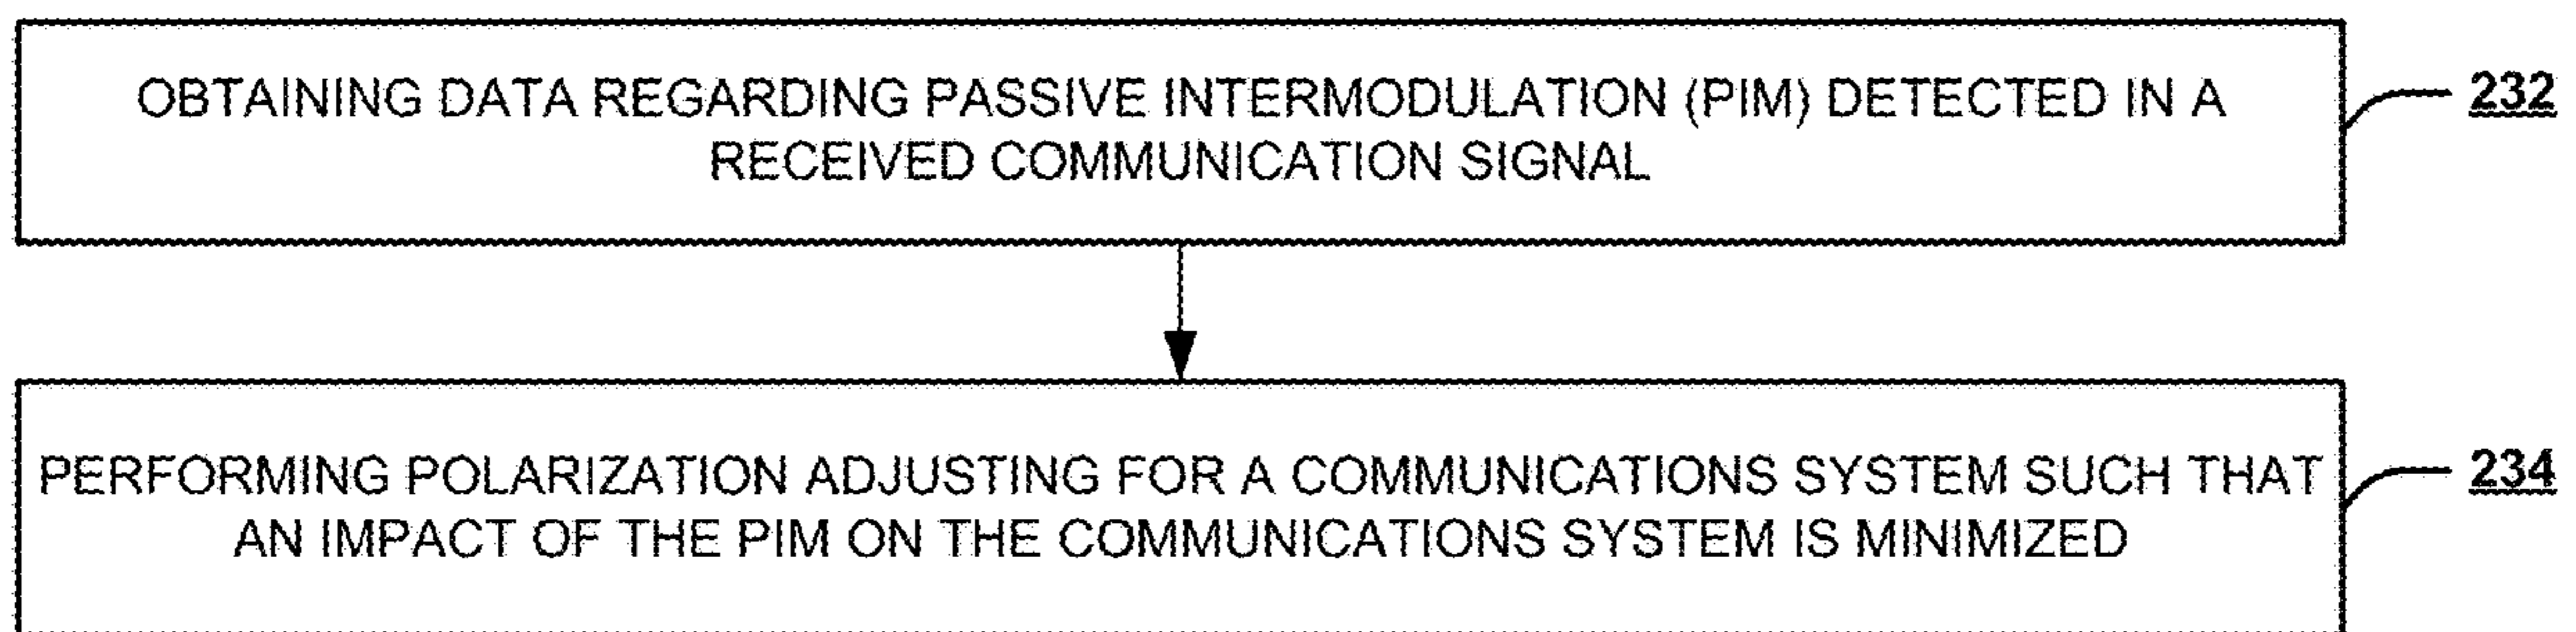 OBTAINING DATA REGARDING PASSIVE INTERMODULATION (PIM) DETECTED IN A
RECEIVED COMMUNICATION SIGNAL
232
PERFORMING POLARIZATION ADJUSTING FOR A COMMUNICATIONS SYSTEM SUCH THAT
AN IMPACT OF THE PIM ON THE COMMUNICATIONS SYSTEM IS MINIMIZED
234